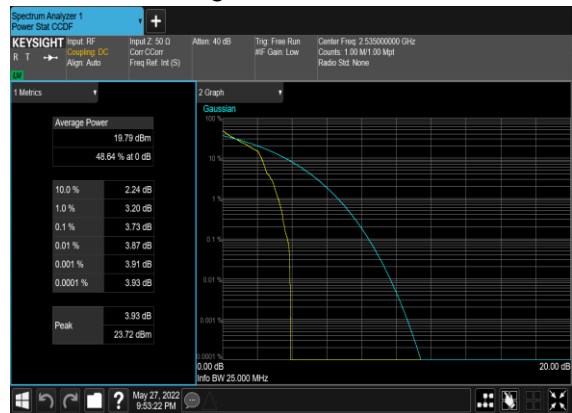 Spectrum Analyzer 1
Power Stat CCDF
+
KEYSIGHT
R T
Input: RF
Coupling: DC
Align: Auto
Input Z: 50 Ω
Corr CCorr
Freq Ref: Int (S)
Atten: 40 dB
Trig: Free Run
#IF Gain: Low
Center Freq: 2.535000000 GHz
Counts: 1.00 M/1.00 Mpt
Radio Std: None
LV
1 Metrics
Average Power
19.79 dBm
48.64 % at 0 dB
10.0 % 2.24 dB
1.0 % 3.20 dB
0.1 % 3.73 dB
0.01 % 3.87 dB
0.001 % 3.91 dB
0.0001 % 3.93 dB
Peak
3.93 dB
23.72 dBm
2 Graph
Gaussian
100 %
10 %
1 %
0.1 %
0.01 %
0.001 %
0.0001 %
0.00 dB
20.00 dB
Info BW 25.000 MHz
?
May 27, 2022
9:53:22 PM